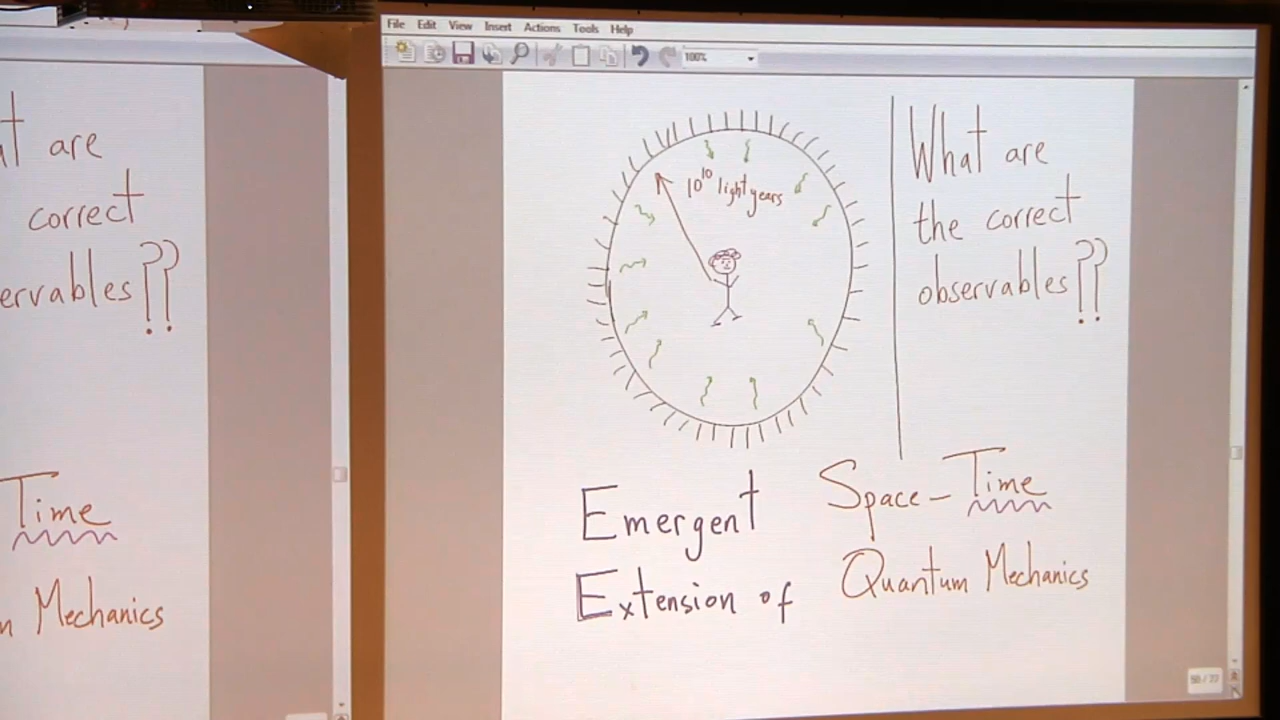 t are
correct
ervables??
Time
n Mechanics
File Edit View Insert Actions Tools Help
100%
10^10 light years
What are
the correct
observables??
Emergent Space-Time
Extension of Quantum Mechanics